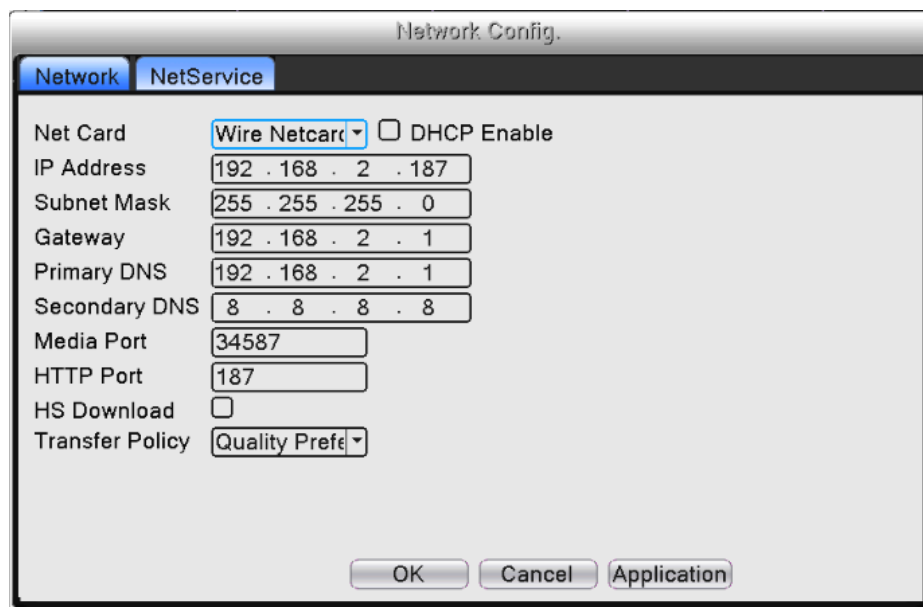 Network Config.
Network NetService
Net Card Wire Netcard DHCP Enable
IP Address 192 . 168 . 2 . 187
Subnet Mask 255 . 255 . 255 . 0
Gateway 192 . 168 . 2 . 1
Primary DNS 192 . 168 . 2 . 1
Secondary DNS 8 . 8 . 8 . 8
Media Port 34587
HTTP Port 187
HS Download
Transfer Policy Quality Prefe
OK Cancel Application